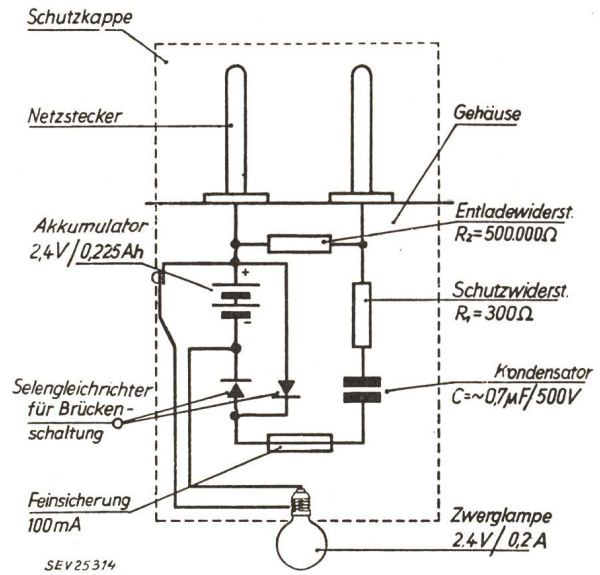 Schutzkappe
Netzstecker
Gehäuse
Akkumulator
2,4V/0,225Ah
+
−
Entladewiderst.
R₂=500.000Ω
Schutzwiderst.
R₁=300Ω
Selengleichrichter
für Brücken-
schaltung
Kondensator
C=~0,7µF/500V
Feinsicherung
100mA
Zwerglampe
2.4V/0,2A
SEV25314